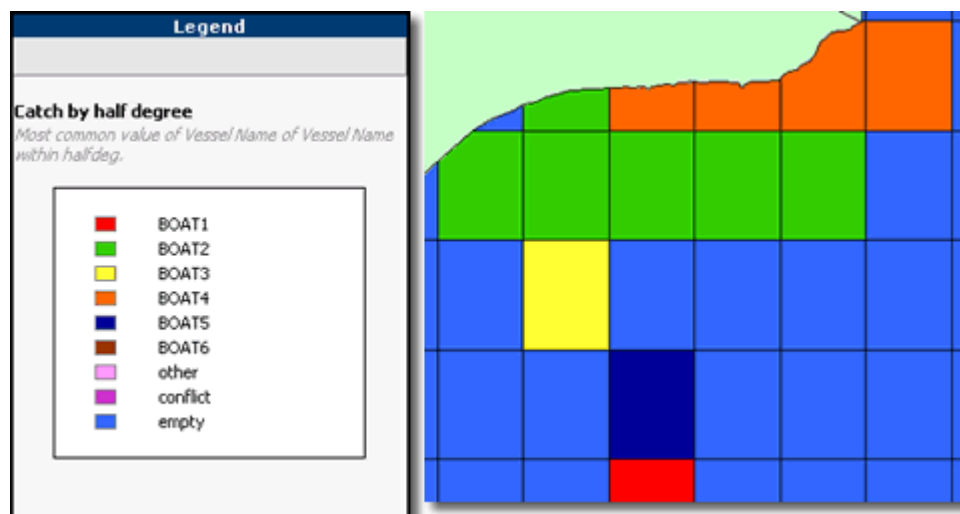 Legend
Catch by half degree
Most common value of Vessel Name of Vessel Name
within halfdeg.
BOAT1
BOAT2
BOAT3
BOAT4
BOAT5
BOAT6
other
conflict
empty